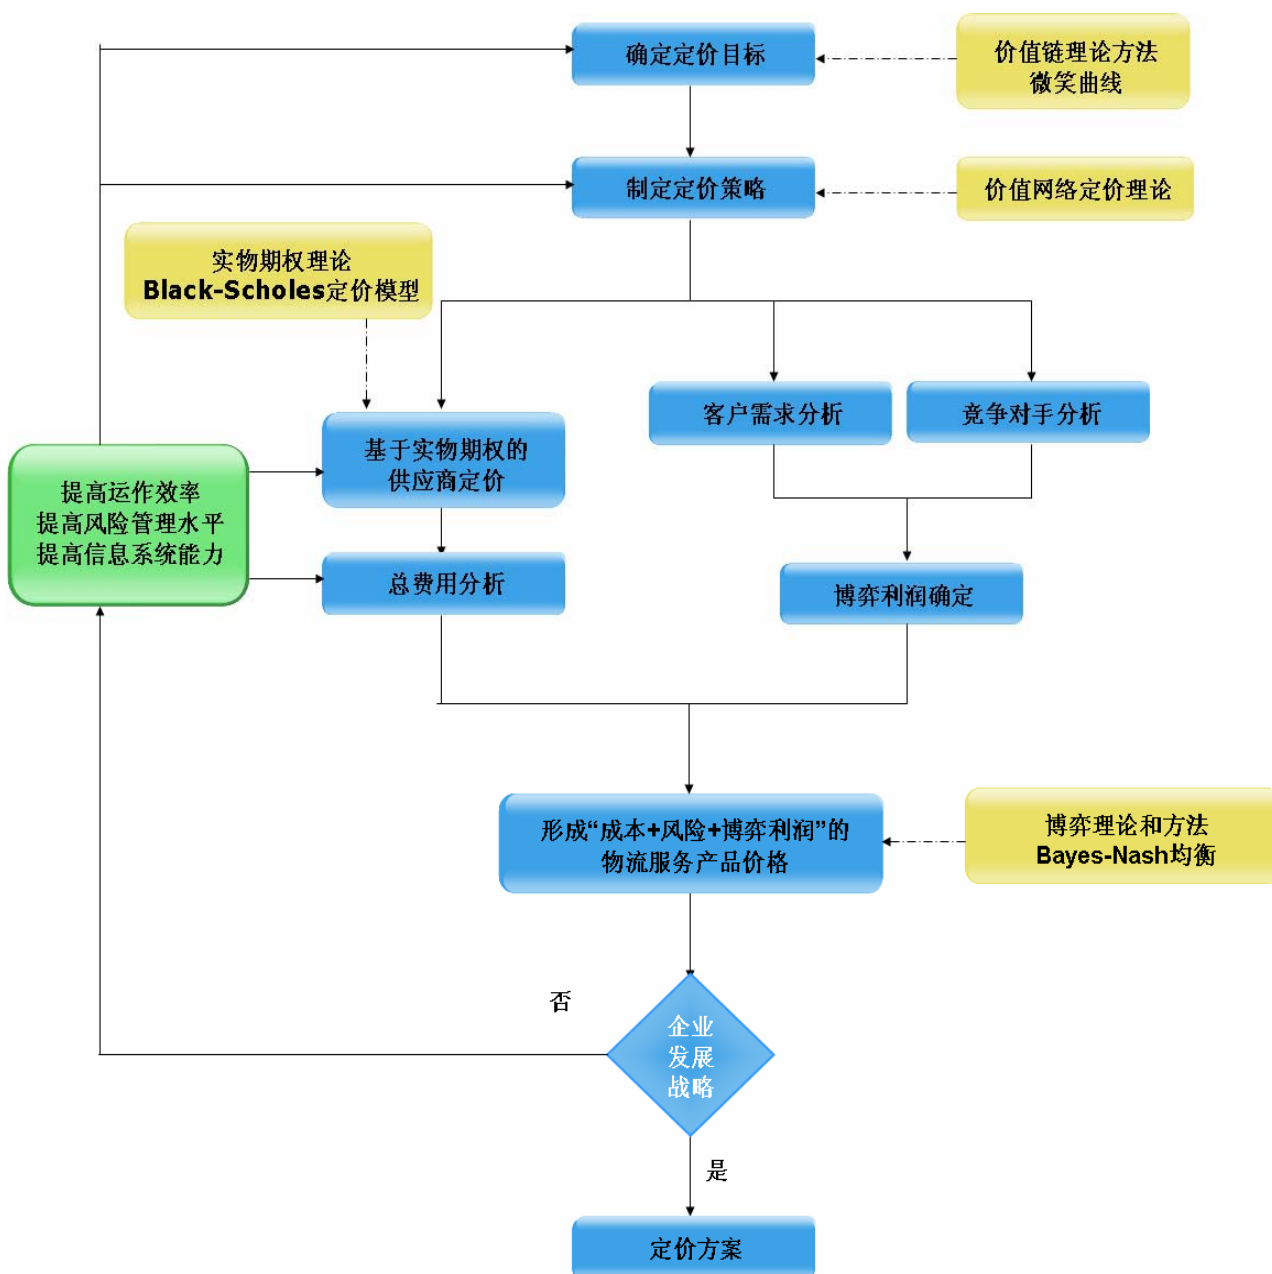 确定定价目标
价值链理论方法
微笑曲线
制定定价策略
价值网络定价理论
实物期权理论
Black-Scholes定价模型
客户需求分析
竞争对手分析
基于实物期权的
供应商定价
提高运作效率
提高风险管理水平
提高信息系统能力
总费用分析
博弈利润确定
形成“成本+风险+博弈利润”的
物流服务产品价格
博弈理论和方法
Bayes-Nash均衡
否
企业
发展
战略
是
定价方案